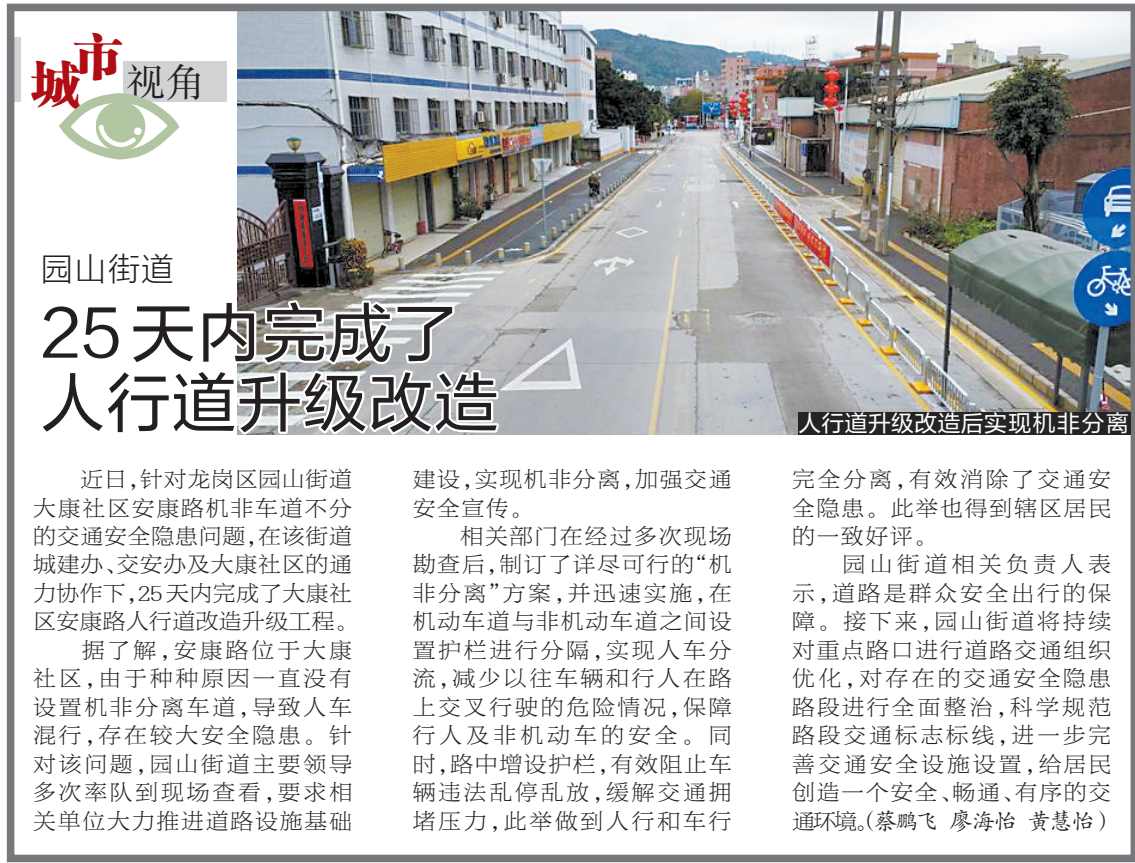 城市视角
园山街道
25天内完成了
人行道升级改造
人行道升级改造后实现机非分离
近日,针对龙岗区园山街道
大康社区安康路机非车道不分
的交通安全隐患问题,在该街道
城建办、交安办及大康社区的通
力协作下,25天内完成了大康社
区安康路人行道改造升级工程。
据了解,安康路位于大康
社区,由于种种原因一直没有
设置机非分离车道,导致人车
混行,存在较大安全隐患。针
对该问题,园山街道主要领导
多次率队到现场查看,要求相
关单位大力推进道路设施基础
建设,实现机非分离,加强交通
安全宣传。
相关部门在经过多次现场
勘查后,制订了详尽可行的“机
非分离”方案,并迅速实施,在
机动车道与非机动车道之间设
置护栏进行分隔,实现人车分
流,减少以往车辆和行人在路
上交叉行驶的危险情况,保障
行人及非机动车的安全。同
时,路中增设护栏,有效阻止车
辆违法乱停乱放,缓解交通拥
堵压力,此举做到人行和车行
完全分离,有效消除了交通安
全隐患。此举也得到辖区居民
的一致好评。
园山街道相关负责人表
示,道路是群众安全出行的保
障。接下来,园山街道将持续
对重点路口进行道路交通组织
优化,对存在的交通安全隐患
路段进行全面整治,科学规范
路段交通标志标线,进一步完
善交通安全设施设置,给居民
创造一个安全、畅通、有序的交
通环境。(蔡鹏飞 廖海怡 黄慧怡)